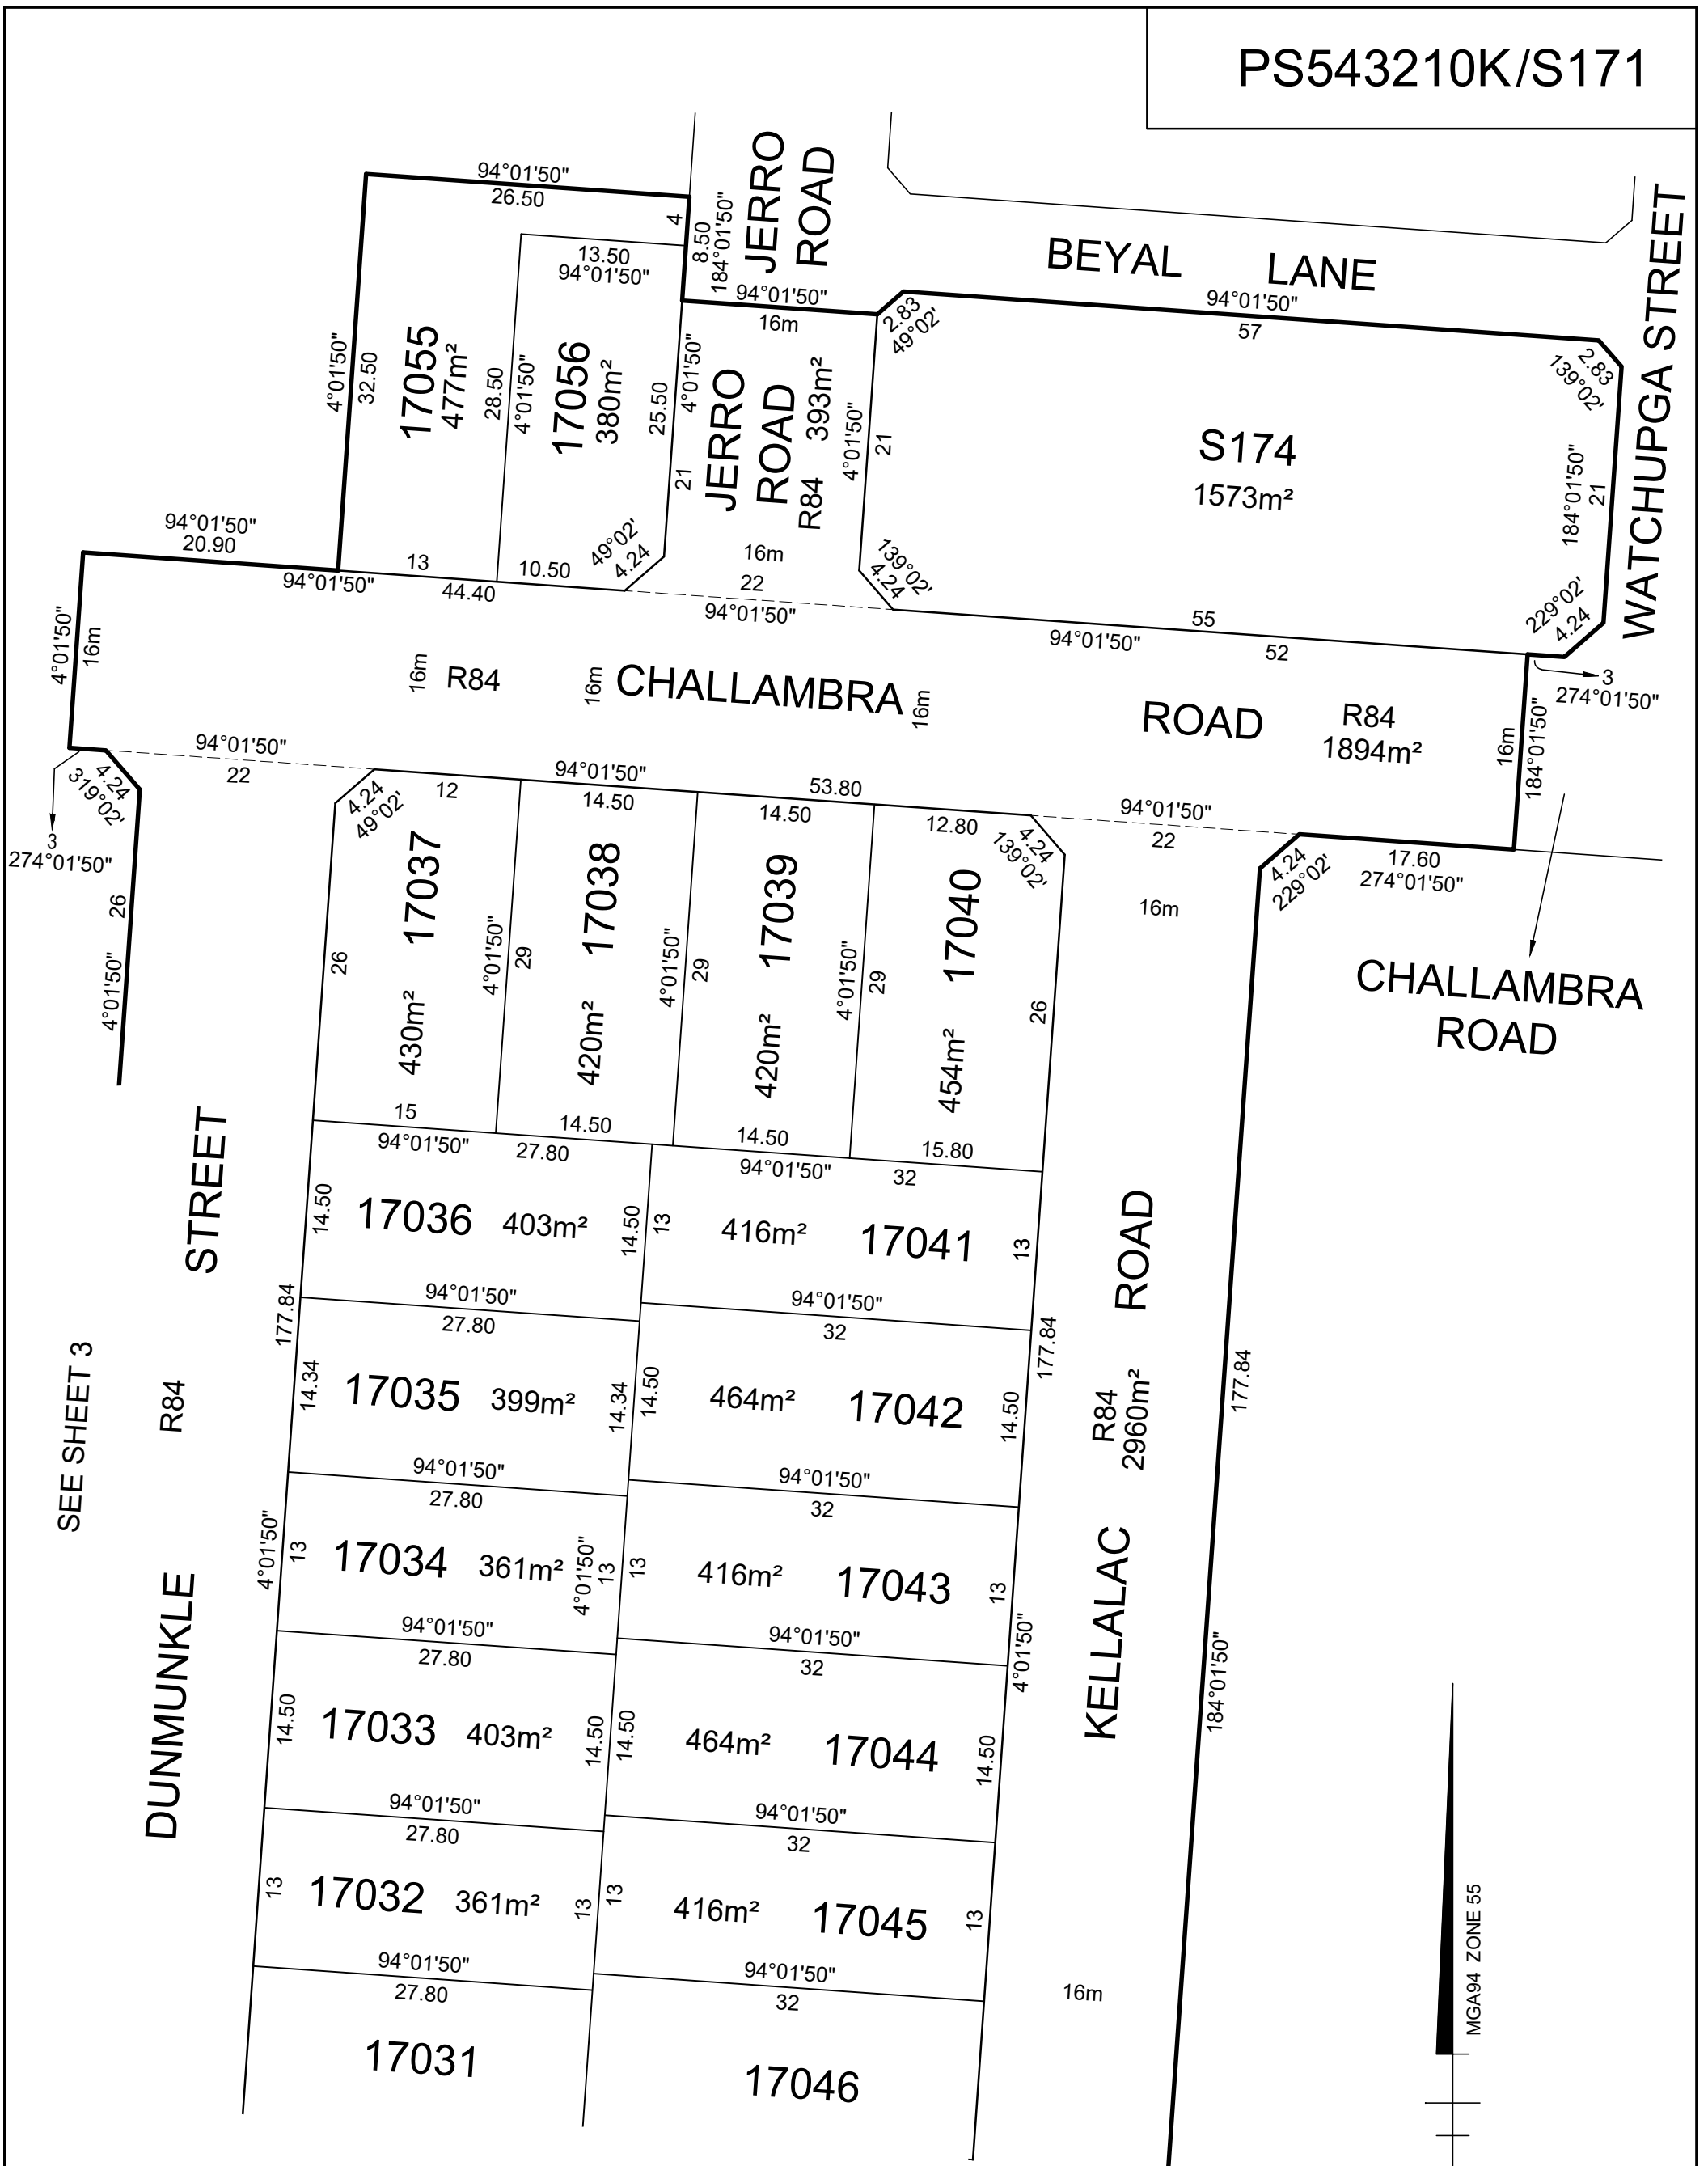 PS543210K/S171
94°01'50"
26.50
4
8.50
184°01'50"
JERRO
ROAD
BEYAL LANE
WATCHUPGA STREET
13.50
94°01'50"
94°01'50"
16m
2.83
49°02'
94°01'50"
57
2.83
139°02'
4°01'50"
32.50
17055
477m²
28.50
4°01'50"
17056
380m²
25.50
4°01'50"
21
JERRO
ROAD
R84 393m²
4°01'50"
21
S174
1573m²
184°01'50"
21
94°01'50"
20.90
13
94°01'50"
44.40
10.50
49°02'
4.24
16m
22
94°01'50"
139°02'
4.24
55
94°01'50"
52
229°02'
4.24
3
274°01'50"
4°01'50"
16m
16m
R84
16m
CHALLAMBRA
16m
ROAD
R84
1894m²
16m
184°01'50"
94°01'50"
22
4.24
319°02'
3
274°01'50"
26
4°01'50"
4.24
49°02'
12
94°01'50"
14.50
53.80
14.50
12.80
4.24
139°02'
94°01'50"
22
4.24
229°02'
17.60
274°01'50"
16m
CHALLAMBRA
ROAD
26
17037
430m²
4°01'50"
29
17038
420m²
4°01'50"
29
17039
420m²
4°01'50"
29
17040
454m²
26
15
94°01'50"
14.50
27.80
14.50
94°01'50"
15.80
32
14.50
17036 403m²
14.50
13
416m² 17041
13
94°01'50"
27.80
94°01'50"
32
177.84
14.34
17035 399m²
14.34
14.50
464m² 17042
14.50
177.84
94°01'50"
27.80
94°01'50"
32
4°01'50"
13
17034 361m²
4°01'50"
13
13
416m² 17043
13
4°01'50"
94°01'50"
27.80
94°01'50"
32
14.50
17033 403m²
14.50
14.50
464m² 17044
14.50
94°01'50"
27.80
94°01'50"
32
13
17032 361m²
13
13
416m² 17045
13
94°01'50"
27.80
94°01'50"
32
17031
17046
SEE SHEET 3
DUNMUNKLE STREET
R84
KELLALAC ROAD
R84
2960m²
177.84
184°01'50"
16m
MGA94 ZONE 55